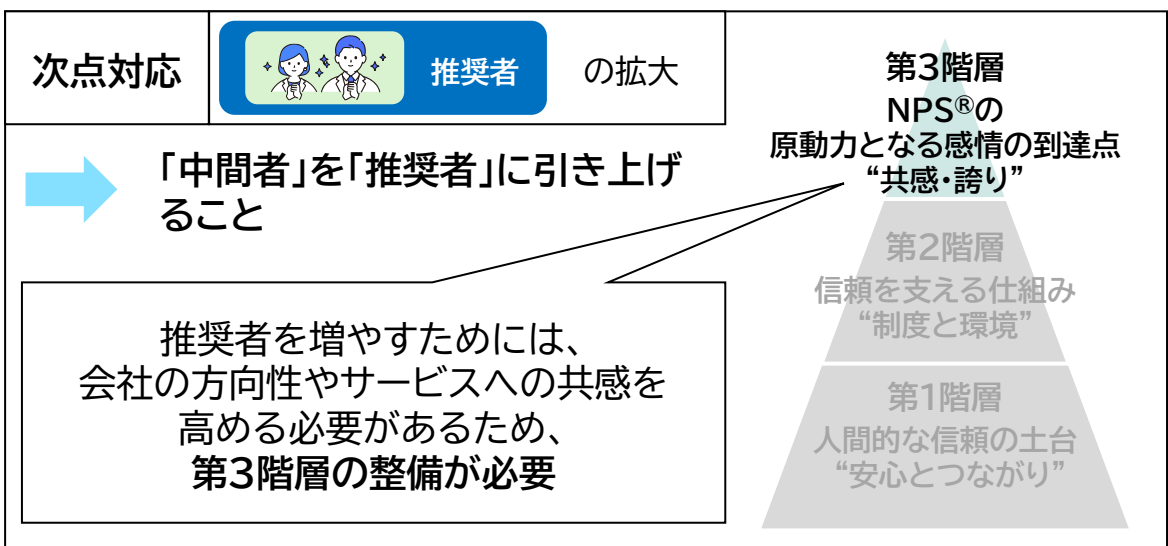 次点対応
推奨者
の拡大
「中間者」を「推奨者」に引き上げ
ること
推奨者を増やすためには、
会社の方向性やサービスへの共感を
高める必要があるため、
第3階層の整備が必要
第3階層
NPS®の
原動力となる感情の到達点
“共感・誇り”
第2階層
信頼を支える仕組み
“制度と環境”
第1階層
人間的な信頼の土台
“安心とつながり”